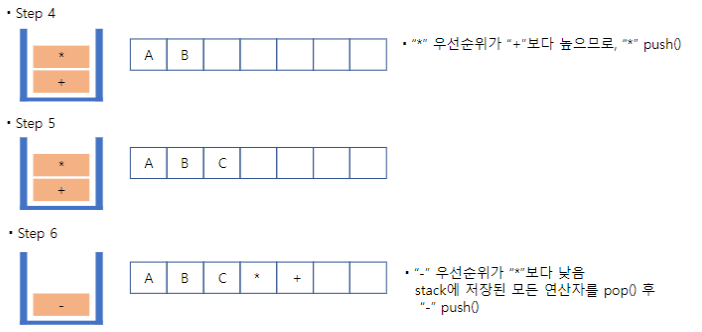 ▪ Step 4
*
+
A B
▪ “*” 우선순위가 “+”보다 높으므로, “*” push()
▪ Step 5
*
+
A B C
▪ Step 6
-
A B C * +
▪ “-” 우선순위가 “*”보다 낮음
stack에 저장된 모든 연산자를 pop() 후
“-” push()